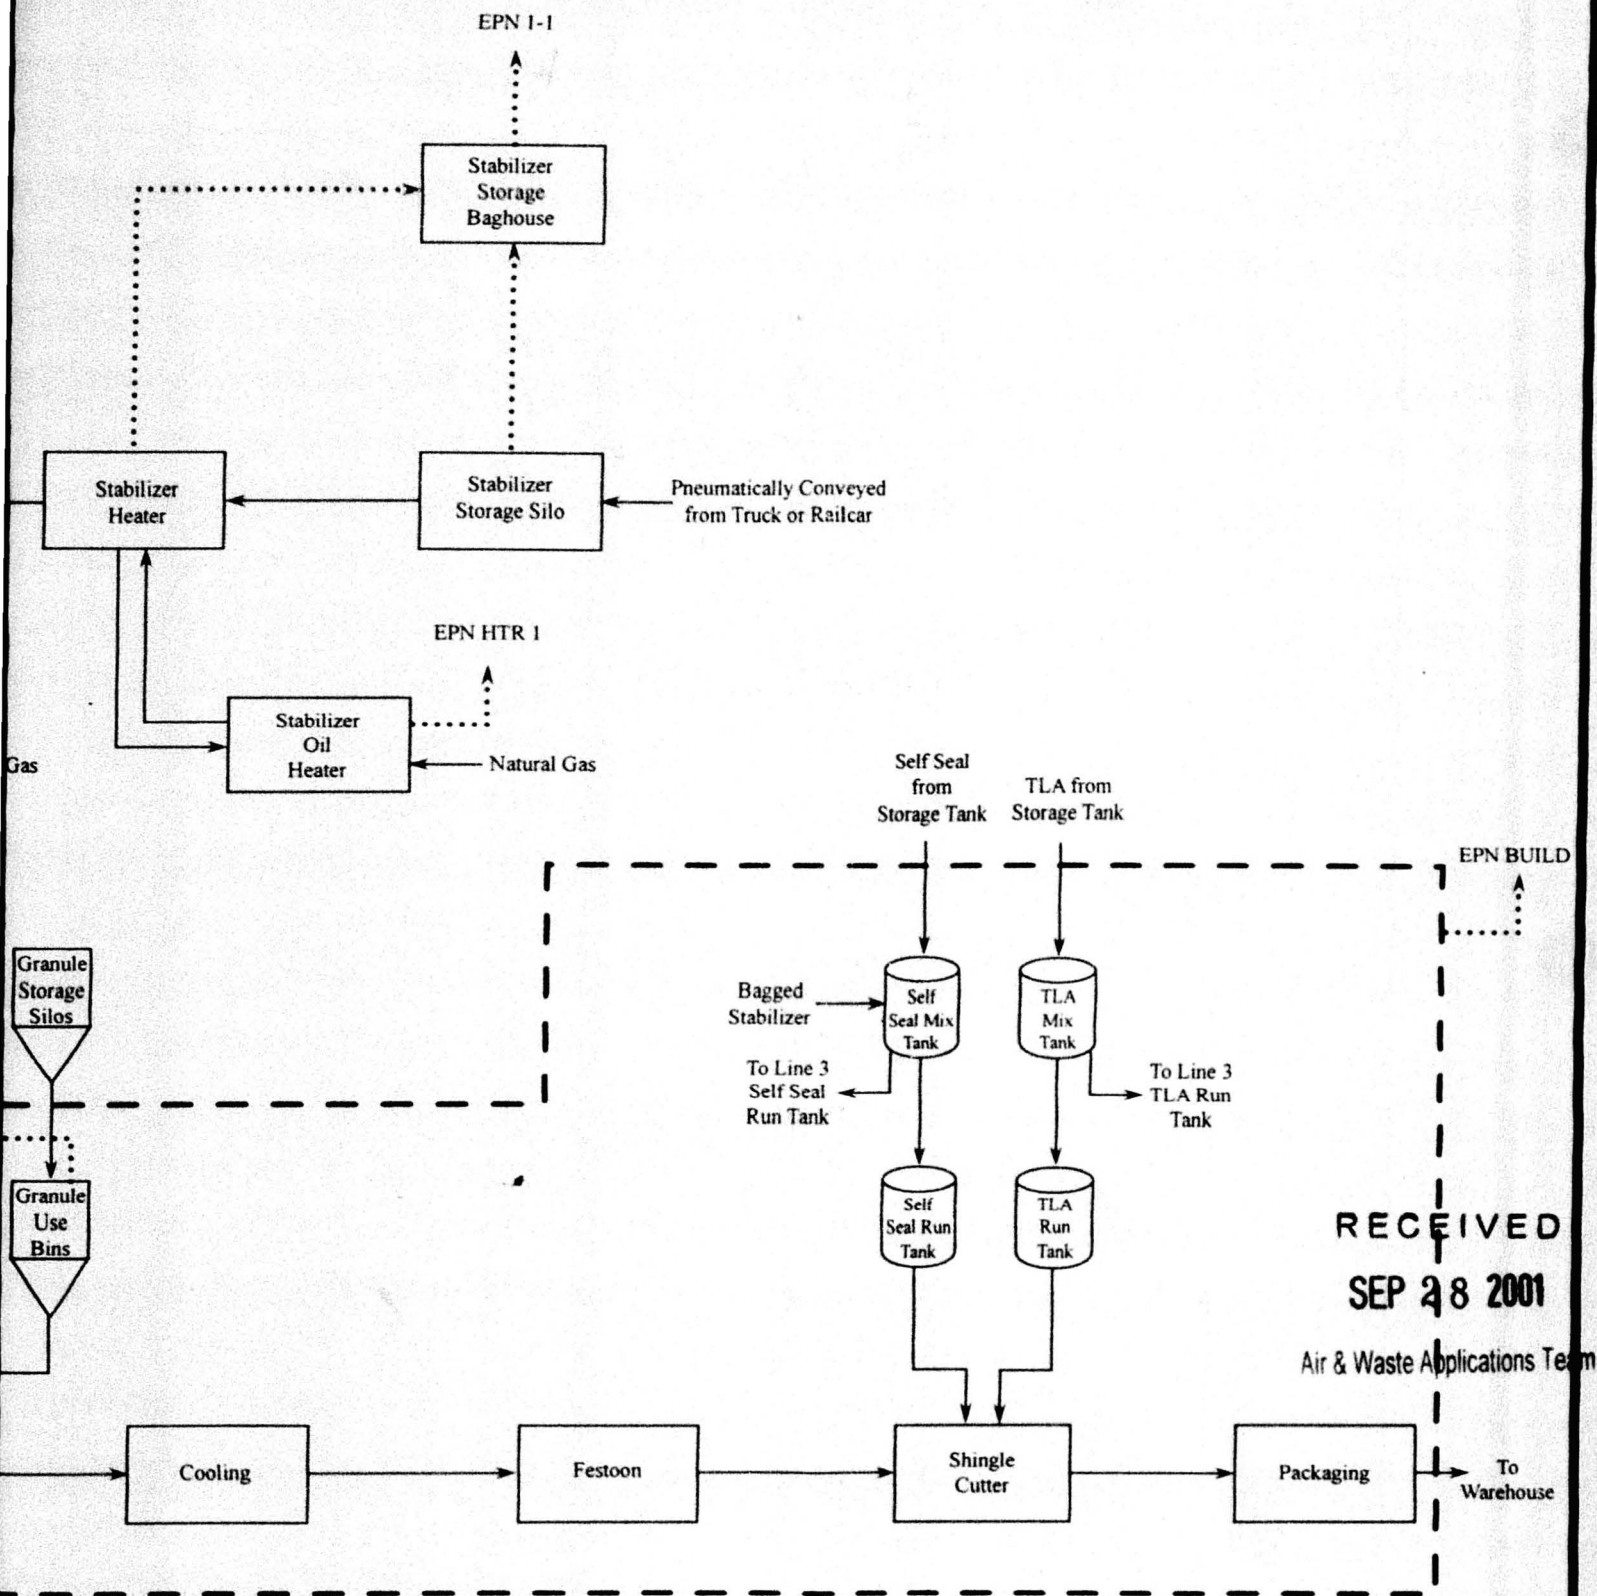 EPN 1-1
Stabilizer
Storage
Baghouse
Stabilizer
Heater
Stabilizer
Storage Silo
Pneumatically Conveyed
from Truck or Railcar
EPN HTR 1
Stabilizer
Oil
Heater
Natural Gas
Gas
Self Seal
from
Storage Tank
TLA from
Storage Tank
EPN BUILD
Granule
Storage
Silos
Bagged
Stabilizer
Self
Seal Mix
Tank
TLA
Mix
Tank
To Line 3
Self Seal
Run Tank
To Line 3
TLA Run
Tank
Granule
Use
Bins
Self
Seal Run
Tank
TLA
Run
Tank
RECEIVED
SEP 28 2001
Air & Waste Applications Team
Cooling
Festoon
Shingle
Cutter
Packaging
To
Warehouse